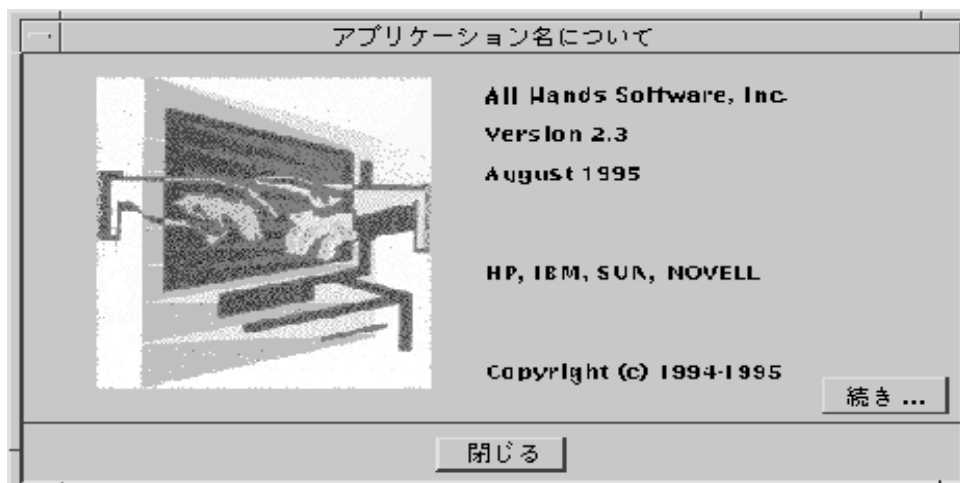 アプリケーション名について
All Hands Software, Inc.
Version 2.3
August 1995
HP, IBM, SUN, NOVELL
Copyright (c) 1994-1995
続き ...
閉じる